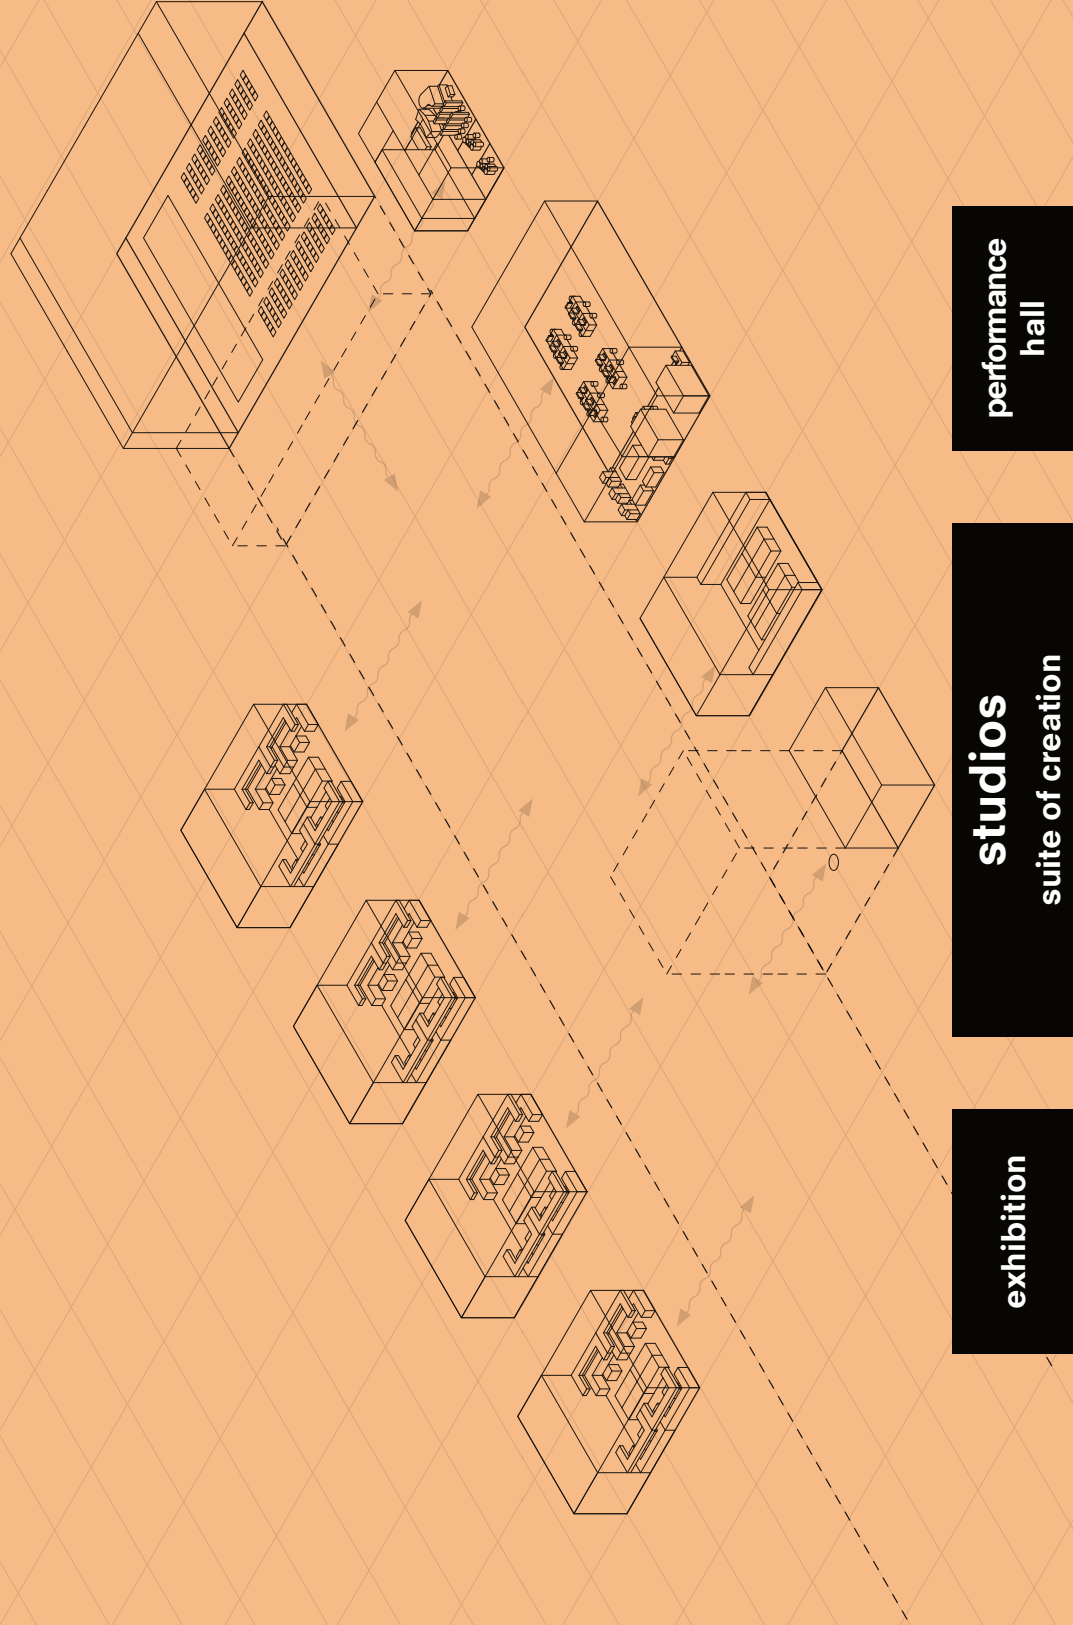 performance
hall
studios
suite of creation
exhibition